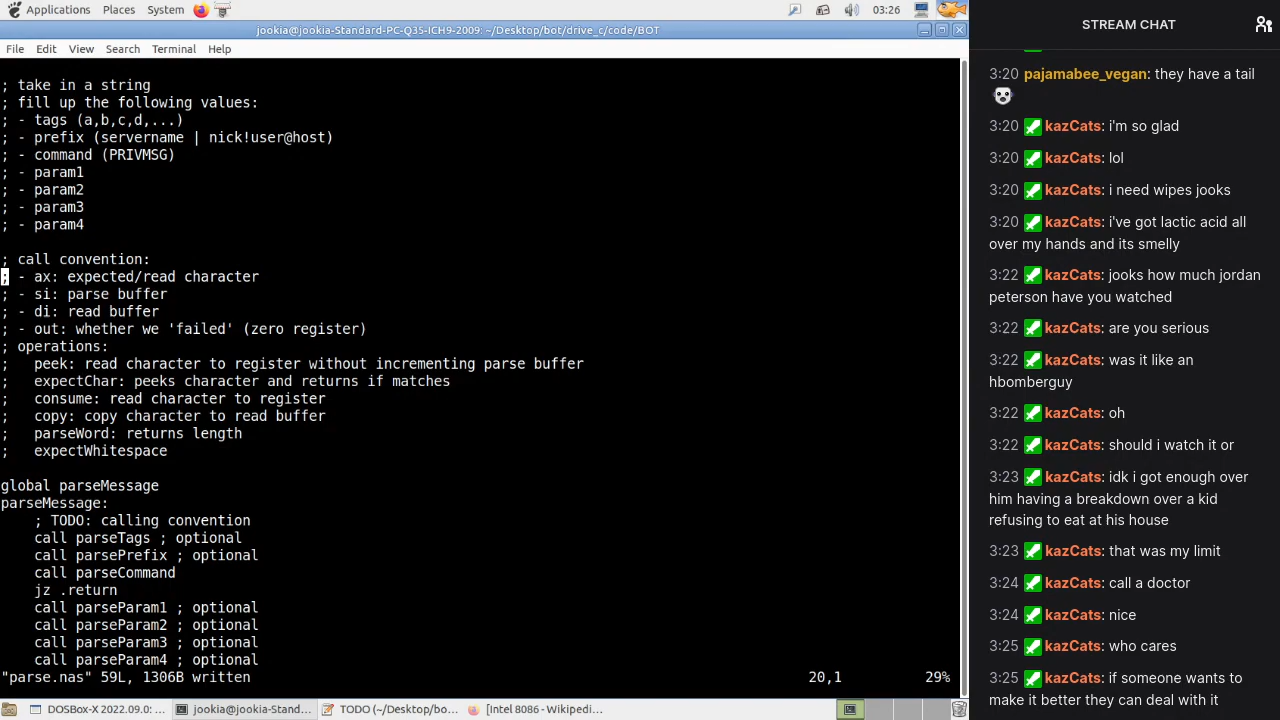 Applications Places System 03:26
jookia@jookia-Standard-PC-Q35-ICH9-2009: ~/Desktop/bot/drive_c/code/BOT
File Edit View Search Terminal Help
; take in a string
; fill up the following values:
; - tags (a,b,c,d,...)
; - prefix (servername | nick!user@host)
; - command (PRIVMSG)
; - param1
; - param2
; - param3
; - param4
; call convention:
; - ax: expected/read character
; - si: parse buffer
; - di: read buffer
; - out: whether we 'failed' (zero register)
; operations:
;   peek: read character to register without incrementing parse buffer
;   expectChar: peeks character and returns if matches
;   consume: read character to register
;   copy: copy character to read buffer
;   parseWord: returns length
;   expectWhitespace
global parseMessage
parseMessage:
    ; TODO: calling convention
    call parseTags ; optional
    call parsePrefix ; optional
    call parseCommand
    jz .return
    call parseParam1 ; optional
    call parseParam2 ; optional
    call parseParam3 ; optional
    call parseParam4 ; optional
"parse.nas" 59L, 1306B written 20,1 29%
DOSBox-X 2022.09.0: ... jookia@jookia-Stand... TODO (~/Desktop/bo... [Intel 8086 - Wikipedi...
STREAM CHAT
3:20 pajamabee_vegan: they have a tail
3:20 kazCats: i'm so glad
3:20 kazCats: lol
3:20 kazCats: i need wipes jooks
3:20 kazCats: i've got lactic acid all
over my hands and its smelly
3:22 kazCats: jooks how much jordan
peterson have you watched
3:22 kazCats: are you serious
3:22 kazCats: was it like an
hbomberguy
3:22 kazCats: oh
3:22 kazCats: should i watch it or
3:23 kazCats: idk i got enough over
him having a breakdown over a kid
refusing to eat at his house
3:23 kazCats: that was my limit
3:24 kazCats: call a doctor
3:24 kazCats: nice
3:25 kazCats: who cares
3:25 kazCats: if someone wants to
make it better they can deal with it